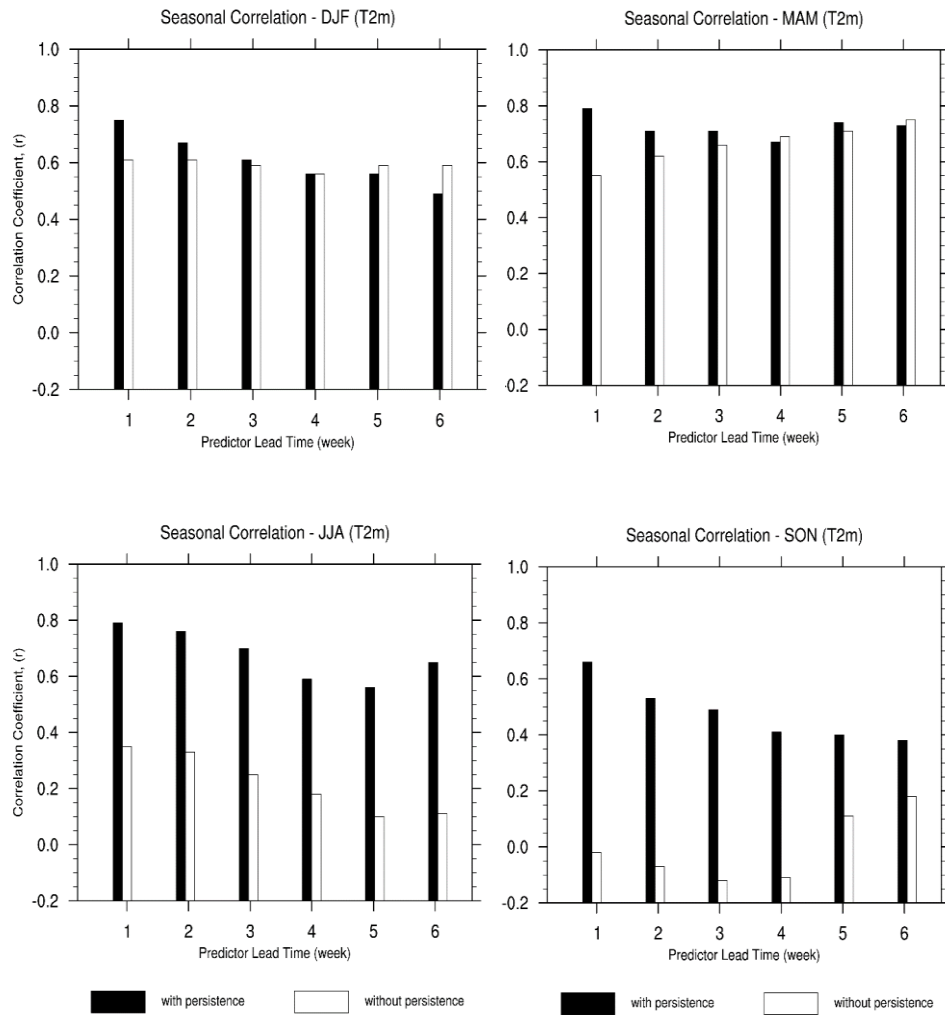 Seasonal Correlation - DJF (T2m)
1.0
0.8
0.6
0.4
0.2
0.0
-0.2
Correlation Coefficient, (r)
1 2 3 4 5 6
Predictor Lead Time (week)
Seasonal Correlation - MAM (T2m)
1.0
0.8
0.6
0.4
0.2
0.0
-0.2
1 2 3 4 5 6
Predictor Lead Time (week)
Seasonal Correlation - JJA (T2m)
1.0
0.8
0.6
0.4
0.2
0.0
-0.2
Correlation Coefficient, (r)
1 2 3 4 5 6
Predictor Lead Time (week)
with persistence without persistence
Seasonal Correlation - SON (T2m)
1.0
0.8
0.6
0.4
0.2
0.0
-0.2
1 2 3 4 5 6
Predictor Lead Time (week)
with persistence without persistence